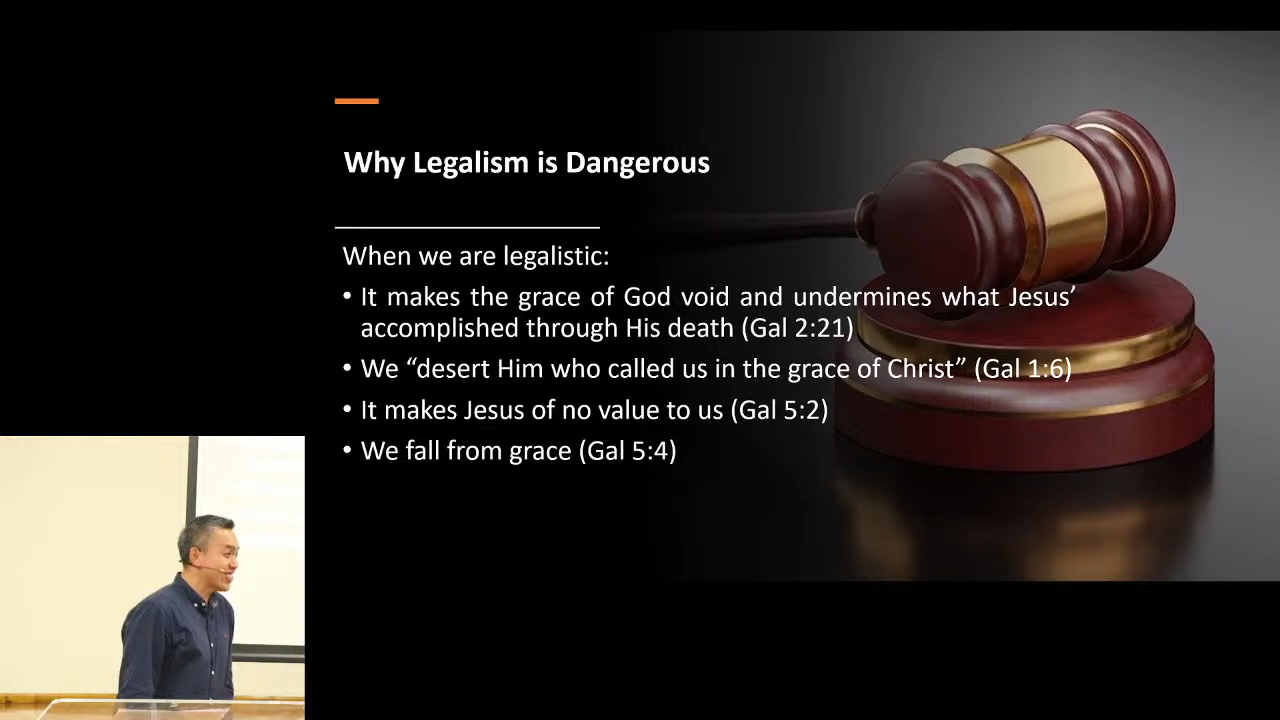 Why Legalism is Dangerous
When we are legalistic:
• It makes the grace of God void and undermines what Jesus’
accomplished through His death (Gal 2:21)
• We “desert Him who called us in the grace of Christ” (Gal 1:6)
• It makes Jesus of no value to us (Gal 5:2)
• We fall from grace (Gal 5:4)